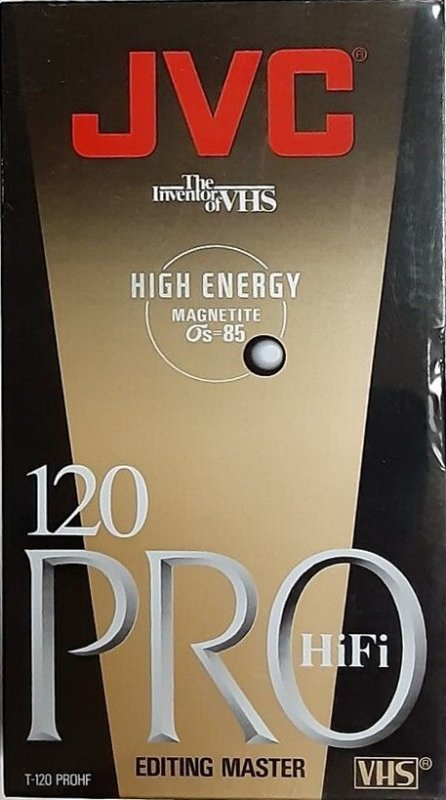 JVC®
The
Inventor
of VHS
HIGH ENERGY
MAGNETITE
σs=85
120
PRO
HiFi
EDITING MASTER
T-120 PROHF
VHS®